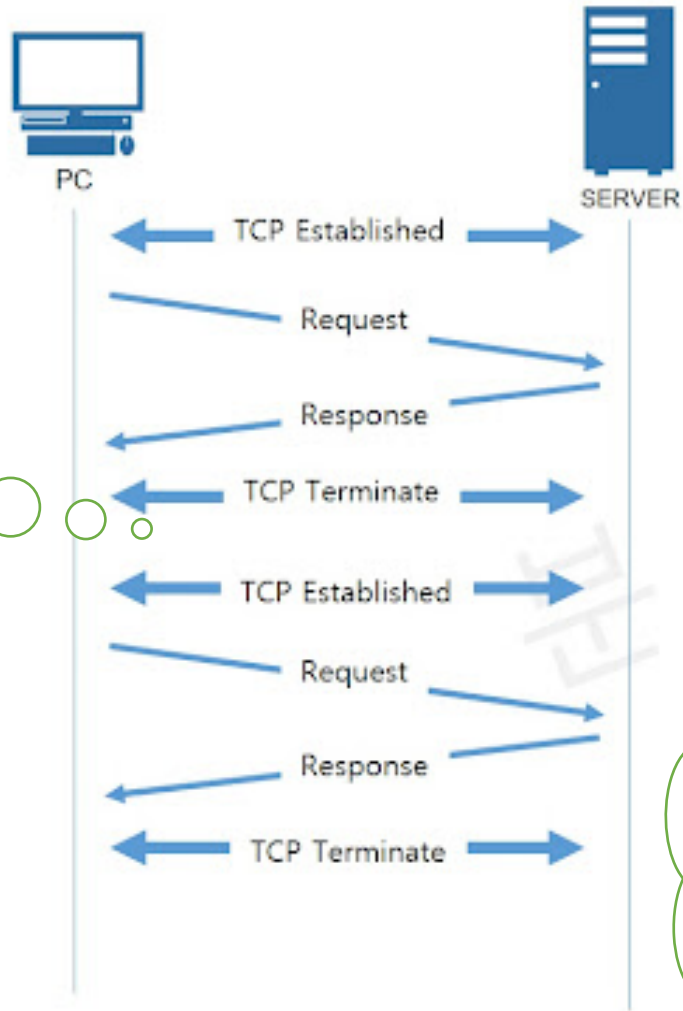 PC
SERVER
TCP Established
Request
Response
TCP Terminate
TCP Established
Request
Response
TCP Terminate